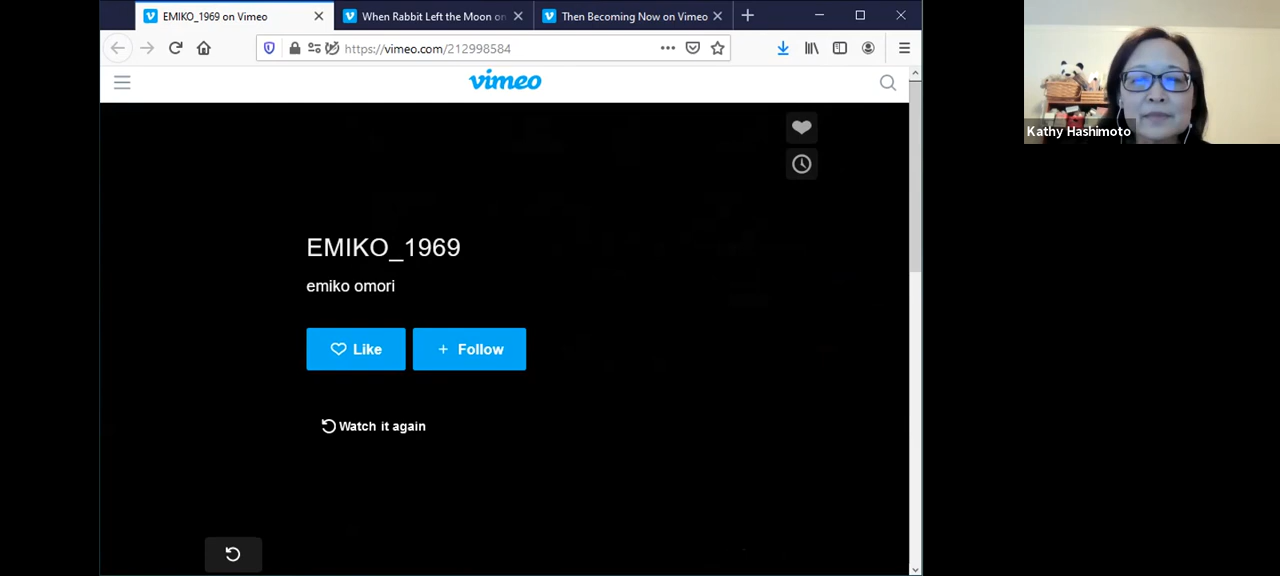 EMIKO_1969 on Vimeo
When Rabbit Left the Moon on
Then Becoming Now on Vimeo
https://vimeo.com/212998584
vimeo
EMIKO_1969
emiko omori
Like
+ Follow
Watch it again
Kathy Hashimoto